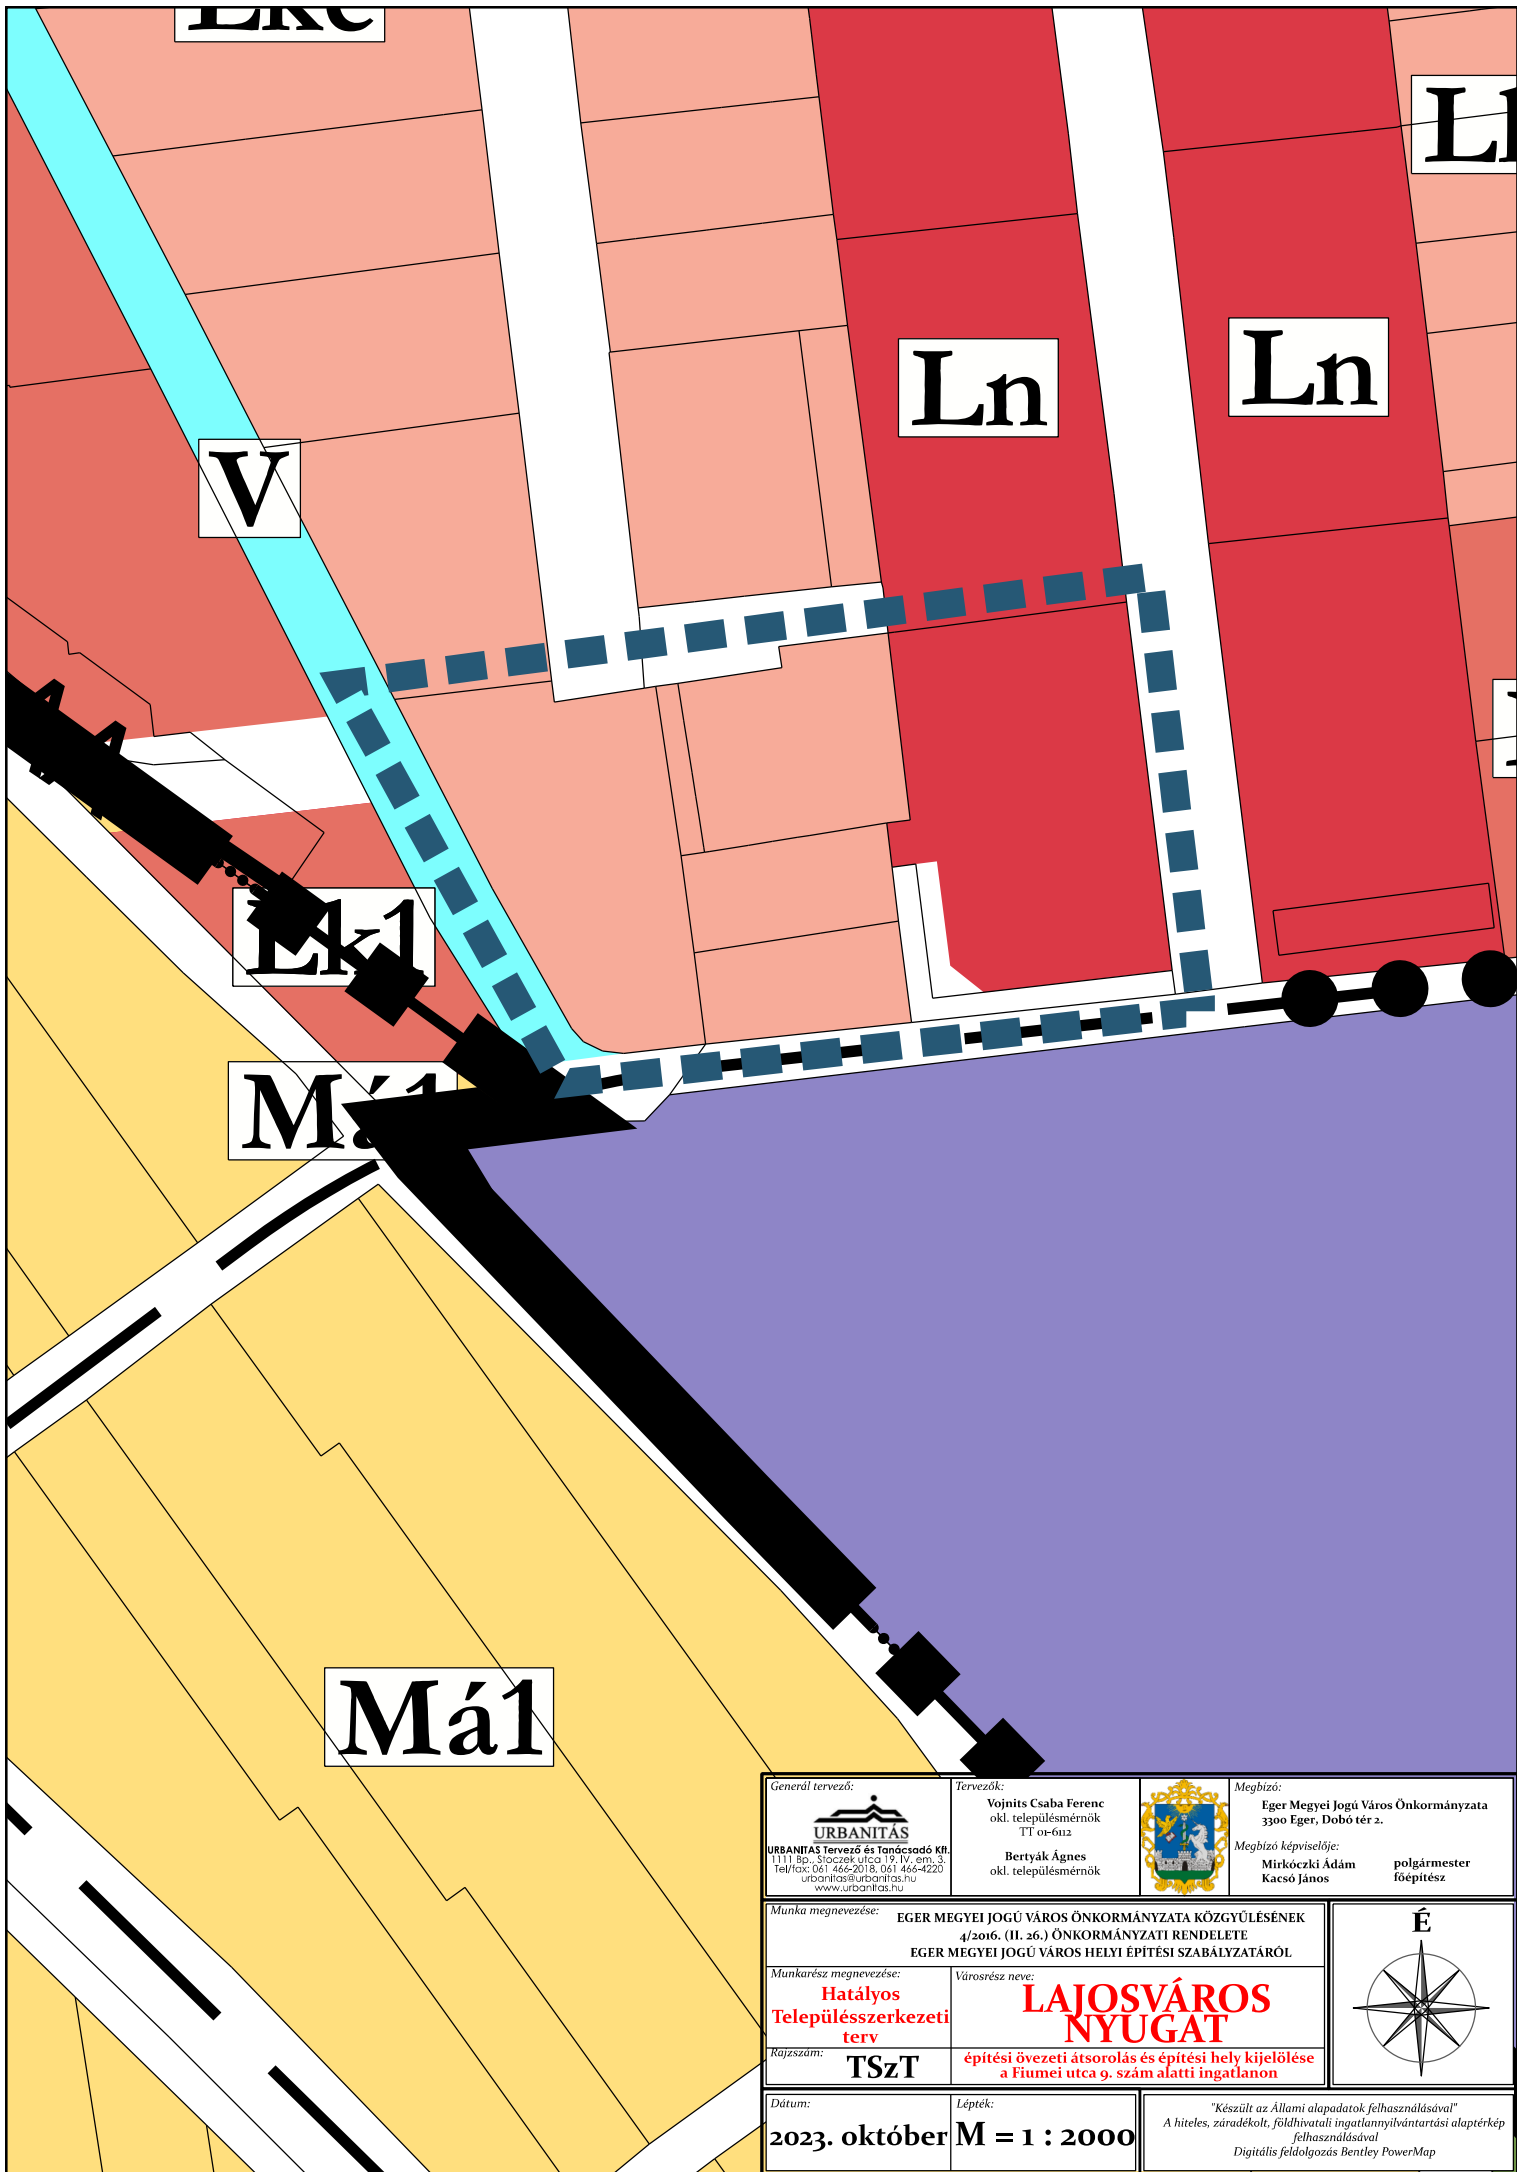 Ln
Ln
V
Lk1
Má1
Má1
Generál tervező:
URBANITÁS
URBANITAS Tervező és Tanácsadó Kft.
1111 Bp., Stoczek utca 19. IV. em. 3.
Tel/fax: 061 466-2018, 061 466-4220
urbanitas@urbanitas.hu
www.urbanitas.hu
Tervezők:
Vojnits Csaba Ferenc
okl. településmérnök
TT 01-6112
Bertyák Ágnes
okl. településmérnök
Megbízó:
Eger Megyei Jogú Város Önkormányzata
3300 Eger, Dobó tér 2.
Megbízó képviselője:
Mirkóczki Ádám polgármester
Kacsó János főépítész
Munka megnevezése:
EGER MEGYEI JOGÚ VÁROS ÖNKORMÁNYZATA KÖZGYŰLÉSÉNEK
4/2016. (II. 26.) ÖNKORMÁNYZATI RENDELETE
EGER MEGYEI JOGÚ VÁROS HELYI ÉPÍTÉSI SZABÁLYZATÁRÓL
Munkarész megnevezése:
Hatályos
Településszerkezeti
terv
Városrész neve:
LAJOSVÁROS
NYUGAT
Rajzszám:
TSzT
építési övezeti átsorolás és építési hely kijelölése
a Fiumei utca 9. szám alatti ingatlanon
É
Dátum:
2023. október
Lépték:
M = 1 : 2000
"Készült az Állami alapadatok felhasználásával"
A hiteles, záradékolt, földhivatali ingatlannyilvántartási alaptérkép
felhasználásával
Digitális feldolgozás Bentley PowerMap